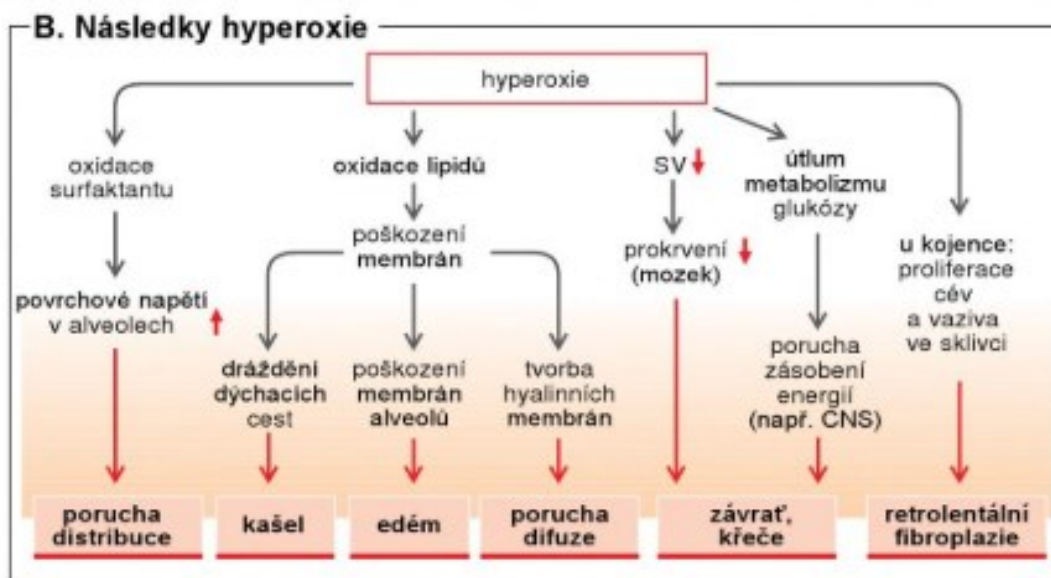 B. Následky hyperoxie
hyperoxie
oxidace
surfaktantu
povrchové napětí
v alveolech
oxidace lipidů
poškození
membrán
dráždění
dýchacích
cest
poškození
membrán
alveolů
tvorba
hyalinních
membrán
SV
prokrvení
(mozek)
útlum
metabolizmu
glukózy
porucha
zásobení
energií
(např. CNS)
u kojence:
proliferace
cév
a vaziva
ve sklivci
porucha
distribuce
kašel
edém
porucha
difuze
závrať,
křeče
retrolentální
fibroplazie